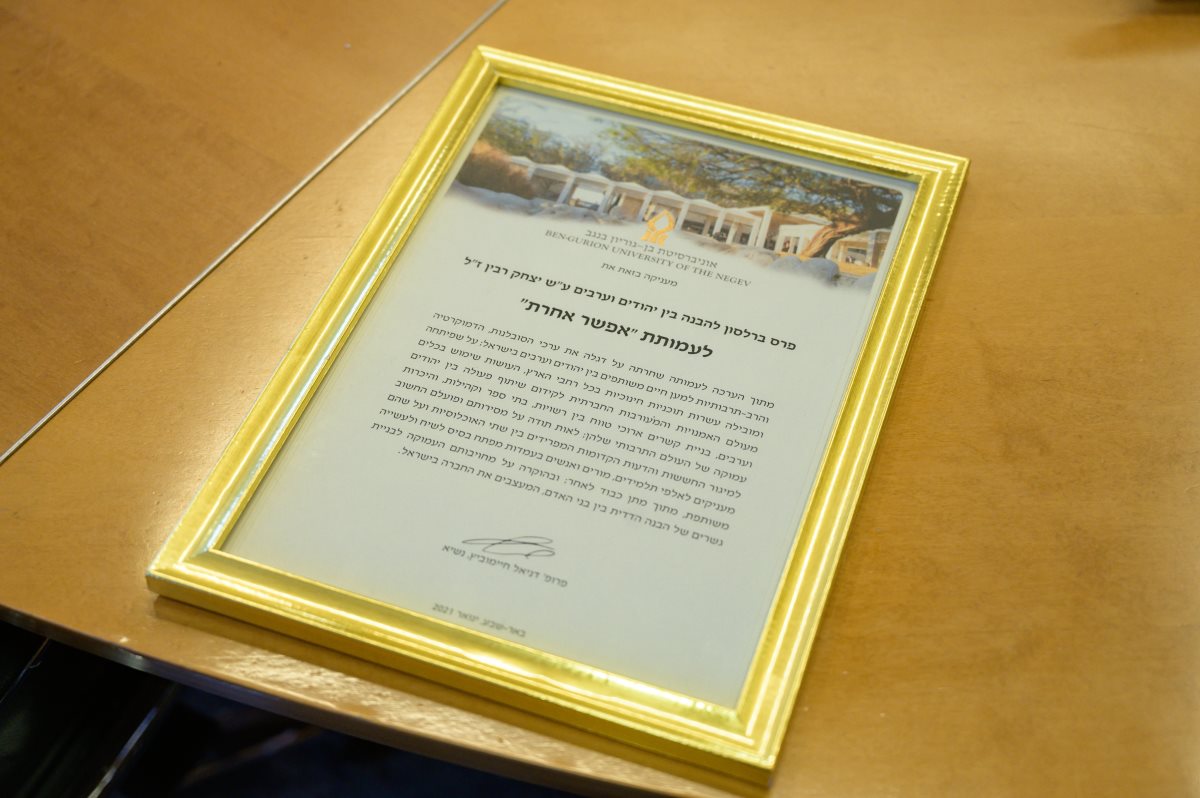 אוניברסיטת בן-גוריון בנגב
BEN-GURION UNIVERSITY OF THE NEGEV
מעניקה בזאת את
פרס ברלסון להבנה בין יהודים וערבים ע"ש יצחק רבין ז"ל
לעמותת "אפשר אחרת"
מתוך הערכה לעמותה שחרתה על דגלה את ערכי הסובלנות, הדמוקרטיה
והרב-תרבותיות למען חיים משותפים בין יהודים וערבים בישראל; על שפיתחה
ומובילה עשרות תוכניות חינוכיות בכל רחבי הארץ, העושות שימוש בכלים
מעולם האמנויות והמעורבות החברתית לקידום שיתוף פעולה בין יהודים
וערבים, בניית קשרים ארוכי טווח בין רשויות, בתי ספר וקהילות, והיכרות
עמוקה של העולם התרבותי שלהן; לאות תודה על מסירותם ופועלם החשוב
למיגור החששות והדעות הקדומות המפרידים בין שתי האוכלוסיות ועל שהם
מעניקים לאלפי תלמידים, מורים ואנשים בעמדות מפתח בסיס לשיח ולעשייה
משותפת, מתוך מתן כבוד לאחר; ובהוקרה על מחויבותם העמוקה לבניית
גשרים של הבנה הדדית בין בני האדם, המעצבים את החברה בישראל.
פרופ' דניאל חיימוביץ, נשיא
באר-שבע, ינואר 2021